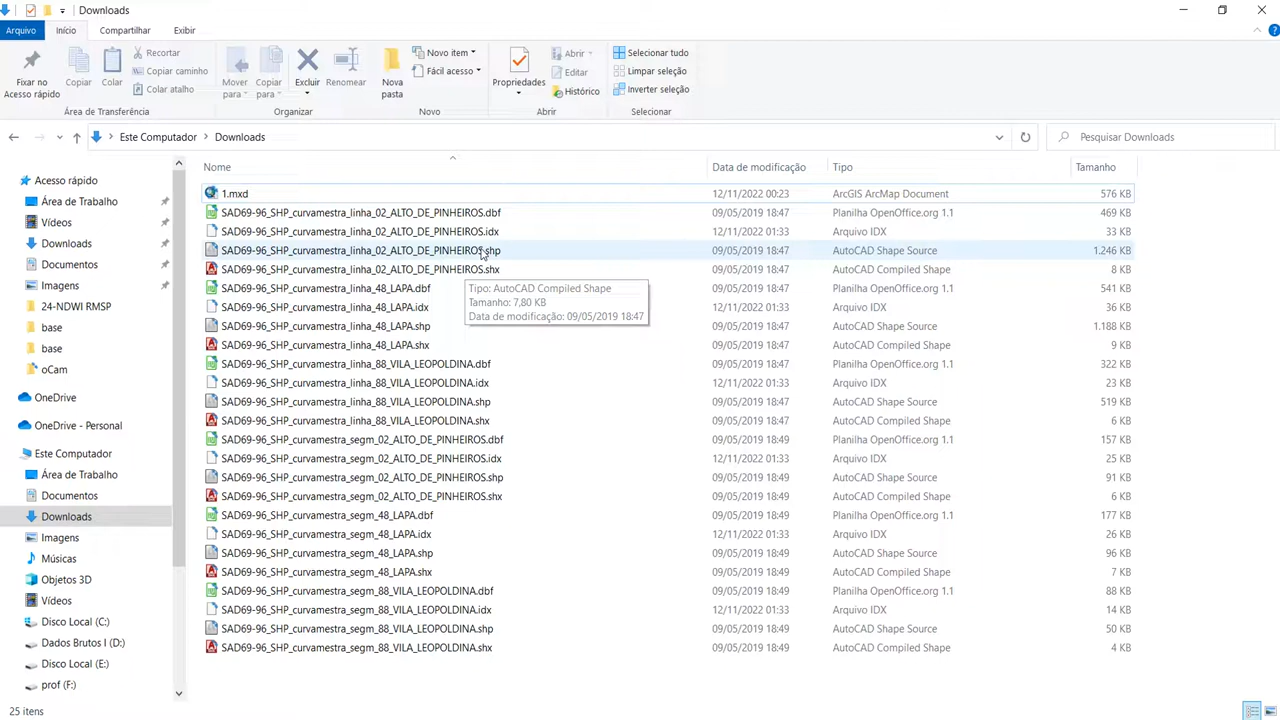 Downloads
Arquivo Início Compartilhar Exibir
Fixar no Acesso rápido
Copiar
Colar
Recortar
Copiar caminho
Colar atalho
Área de Transferência
Mover para
Copiar para
Excluir
Renomear
Organizar
Nova pasta
Novo item
Fácil acesso
Novo
Propriedades
Abrir
Editar
Histórico
Abrir
Selecionar tudo
Limpar seleção
Inverter seleção
Selecionar
Este Computador > Downloads
Pesquisar Downloads
Acesso rápido
Área de Trabalho
Vídeos
Downloads
Documentos
Imagens
24-NDWI RMSP
base
base
oCam
OneDrive
OneDrive - Personal
Este Computador
Área de Trabalho
Documentos
Downloads
Imagens
Músicas
Objetos 3D
Vídeos
Disco Local (C:)
Dados Brutos I (D:)
Disco Local (E:)
prof (F:)
Nome Data de modificação Tipo Tamanho
1.mxd 12/11/2022 00:23 ArcGIS ArcMap Document 576 KB
SAD69-96_SHP_curvamestra_linha_02_ALTO_DE_PINHEIROS.dbf 09/05/2019 18:47 Planilha OpenOffice.org 1.1 469 KB
SAD69-96_SHP_curvamestra_linha_02_ALTO_DE_PINHEIROS.idx 12/11/2022 01:33 Arquivo IDX 33 KB
SAD69-96_SHP_curvamestra_linha_02_ALTO_DE_PINHEIROS.shp 09/05/2019 18:47 AutoCAD Shape Source 1.246 KB
SAD69-96_SHP_curvamestra_linha_02_ALTO_DE_PINHEIROS.shx 09/05/2019 18:47 AutoCAD Compiled Shape 8 KB
SAD69-96_SHP_curvamestra_linha_48_LAPA.dbf 09/05/2019 18:47 Planilha OpenOffice.org 1.1 541 KB
SAD69-96_SHP_curvamestra_linha_48_LAPA.idx 12/11/2022 01:33 Arquivo IDX 34 KB
SAD69-96_SHP_curvamestra_linha_48_LAPA.shp 09/05/2019 18:47 AutoCAD Shape Source 1.188 KB
SAD69-96_SHP_curvamestra_linha_48_LAPA.shx 09/05/2019 18:47 AutoCAD Compiled Shape 9 KB
SAD69-96_SHP_curvamestra_linha_88_VILA_LEOPOLDINA.dbf 09/05/2019 18:47 Planilha OpenOffice.org 1.1 322 KB
SAD69-96_SHP_curvamestra_linha_88_VILA_LEOPOLDINA.idx 12/11/2022 01:33 Arquivo IDX 23 KB
SAD69-96_SHP_curvamestra_linha_88_VILA_LEOPOLDINA.shp 09/05/2019 18:47 AutoCAD Shape Source 519 KB
SAD69-96_SHP_curvamestra_linha_88_VILA_LEOPOLDINA.shx 09/05/2019 18:47 AutoCAD Compiled Shape 6 KB
SAD69-96_SHP_curvamestra_segm_02_ALTO_DE_PINHEIROS.dbf 09/05/2019 18:49 Planilha OpenOffice.org 1.1 157 KB
SAD69-96_SHP_curvamestra_segm_02_ALTO_DE_PINHEIROS.idx 12/11/2022 01:33 Arquivo IDX 25 KB
SAD69-96_SHP_curvamestra_segm_02_ALTO_DE_PINHEIROS.shp 09/05/2019 18:49 AutoCAD Shape Source 91 KB
SAD69-96_SHP_curvamestra_segm_02_ALTO_DE_PINHEIROS.shx 09/05/2019 18:49 AutoCAD Compiled Shape 6 KB
SAD69-96_SHP_curvamestra_segm_48_LAPA.dbf 09/05/2019 18:49 Planilha OpenOffice.org 1.1 177 KB
SAD69-96_SHP_curvamestra_segm_48_LAPA.idx 12/11/2022 01:33 Arquivo IDX 26 KB
SAD69-96_SHP_curvamestra_segm_48_LAPA.shp 09/05/2019 18:49 AutoCAD Shape Source 96 KB
SAD69-96_SHP_curvamestra_segm_48_LAPA.shx 09/05/2019 18:49 AutoCAD Compiled Shape 7 KB
SAD69-96_SHP_curvamestra_segm_88_VILA_LEOPOLDINA.dbf 09/05/2019 18:49 Planilha OpenOffice.org 1.1 88 KB
SAD69-96_SHP_curvamestra_segm_88_VILA_LEOPOLDINA.idx 12/11/2022 01:33 Arquivo IDX 14 KB
SAD69-96_SHP_curvamestra_segm_88_VILA_LEOPOLDINA.shp 09/05/2019 18:49 AutoCAD Shape Source 50 KB
SAD69-96_SHP_curvamestra_segm_88_VILA_LEOPOLDINA.shx 09/05/2019 18:49 AutoCAD Compiled Shape 4 KB
Tipo: AutoCAD Compiled Shape
Tamanho: 7,80 KB
Data de modificação: 09/05/2019 18:47
25 itens